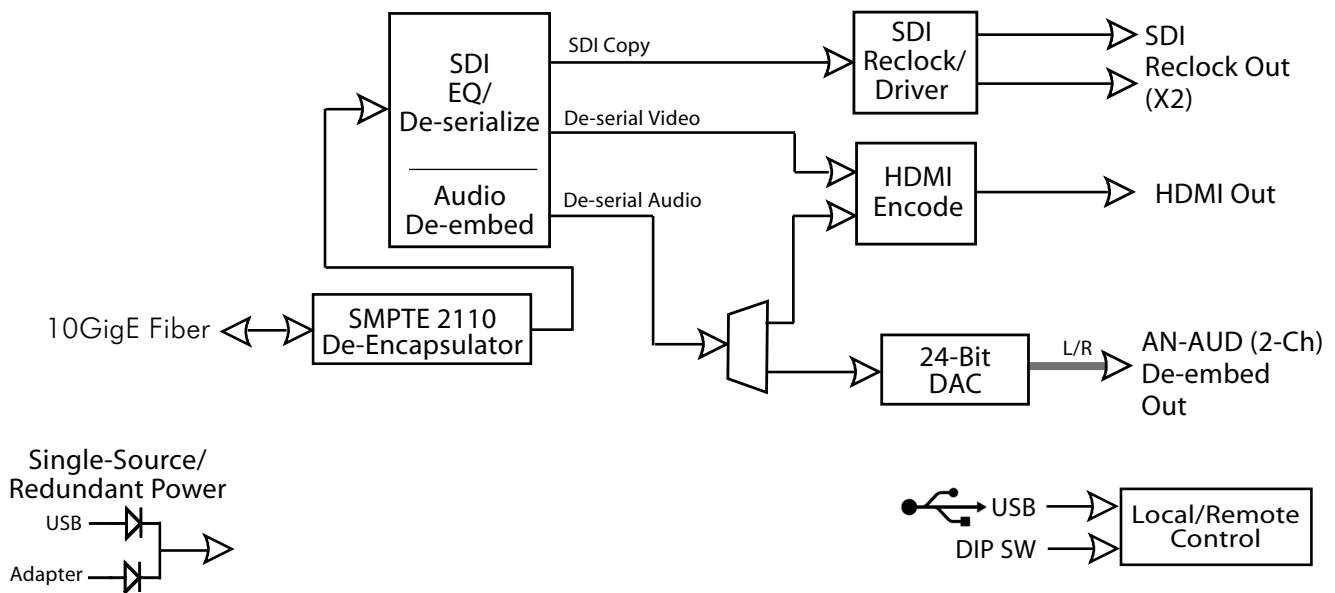 SDI
EQ/
De-serialize
Audio
De-embed
SDI Copy
De-serial Video
De-serial Audio
SDI
Reclock/
Driver
SDI
Reclock Out
(X2)
HDMI
Encode
HDMI Out
10GigE Fiber
SMPTE 2110
De-Encapsulator
24-Bit
DAC
L/R
AN-AUD (2-Ch)
De-embed
Out
Single-Source/
Redundant Power
USB
Adapter
USB
DIP SW
Local/Remote
Control